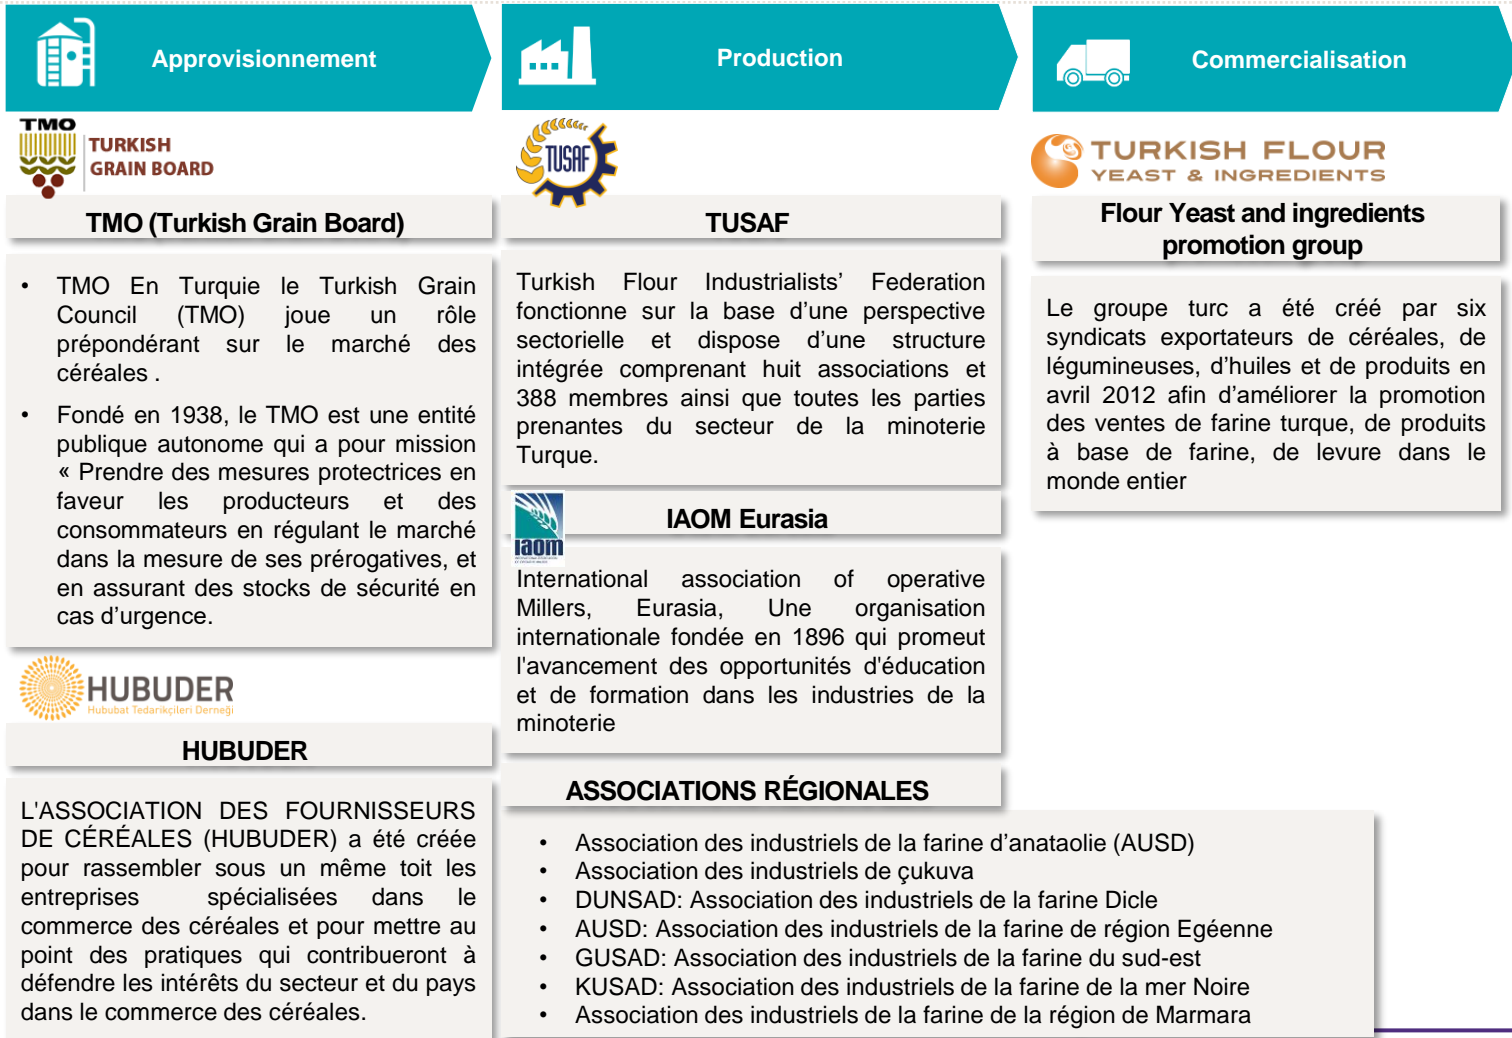 Approvisionnement
TMO
TURKISH
GRAIN BOARD
TMO (Turkish Grain Board)
• TMO En Turquie le Turkish Grain
Council (TMO) joue un rôle
prépondérant sur le marché des
céréales .
• Fondé en 1938, le TMO est une entité
publique autonome qui a pour mission
« Prendre des mesures protectrices en
faveur les producteurs et des
consommateurs en régulant le marché
dans la mesure de ses prérogatives, et
en assurant des stocks de sécurité en
cas d’urgence.
HUBUDER
Hububat Tedarikçileri Derneği
HUBUDER
L'ASSOCIATION DES FOURNISSEURS
DE CÉRÉALES (HUBUDER) a été créée
pour rassembler sous un même toit les
entreprises spécialisées dans le
commerce des céréales et pour mettre au
point des pratiques qui contribueront à
défendre les intérêts du secteur et du pays
dans le commerce des céréales.
Production
TUSAF
TUSAF
Turkish Flour Industrialists’ Federation
fonctionne sur la base d’une perspective
sectorielle et dispose d’une structure
intégrée comprenant huit associations et
388 membres ainsi que toutes les parties
prenantes du secteur de la minoterie
Turque.
iaom
IAOM Eurasia
International association of operative
Millers, Eurasia, Une organisation
internationale fondée en 1896 qui promeut
l'avancement des opportunités d'éducation
et de formation dans les industries de la
minoterie
ASSOCIATIONS RÉGIONALES
• Association des industriels de la farine d’anataolie (AUSD)
• Association des industriels de çukuva
• DUNSAD: Association des industriels de la farine Dicle
• AUSD: Association des industriels de la farine de région Egéenne
• GUSAD: Association des industriels de la farine du sud-est
• KUSAD: Association des industriels de la farine de la mer Noire
• Association des industriels de la farine de la région de Marmara
Commercialisation
TURKISH FLOUR
YEAST & INGREDIENTS
Flour Yeast and ingredients
promotion group
Le groupe turc a été créé par six
syndicats exportateurs de céréales, de
légumineuses, d’huiles et de produits en
avril 2012 afin d’améliorer la promotion
des ventes de farine turque, de produits
à base de farine, de levure dans le
monde entier